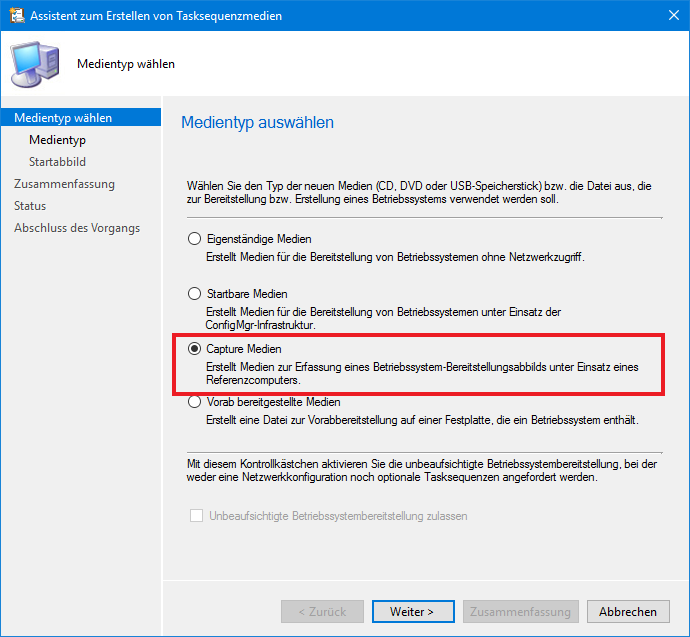 Assistent zum Erstellen von Tasksequenzmedien
Medientyp wählen
Medientyp wählen
Medientyp
Startabbild
Zusammenfassung
Status
Abschluss des Vorgangs
Medientyp auswählen
Wählen Sie den Typ der neuen Medien (CD, DVD oder USB-Speicherstick) bzw. die Datei aus, die
zur Bereitstellung bzw. Erstellung eines Betriebssystems verwendet werden soll.
Eigenständige Medien
Erstellt Medien für die Bereitstellung von Betriebssystemen ohne Netzwerkzugriff.
Startbare Medien
Erstellt Medien für die Bereitstellung von Betriebssystemen unter Einsatz der
ConfigMgr-Infrastruktur.
Capture Medien
Erstellt Medien zur Erfassung eines Betriebssystem-Bereitstellungsabbilds unter Einsatz eines
Referenzcomputers.
Vorab bereitgestellte Medien
Erstellt eine Datei zur Vorabbereitstellung auf einer Festplatte, die ein Betriebssystem enthält.
Mit diesem Kontrollkästchen aktivieren Sie die unbeaufsichtigte Betriebssystembereitstellung, bei der
weder eine Netzwerkkonfiguration noch optionale Tasksequenzen angefordert werden.
Unbeaufsichtigte Betriebssystembereitstellung zulassen
< Zurück
Weiter >
Zusammenfassung
Abbrechen